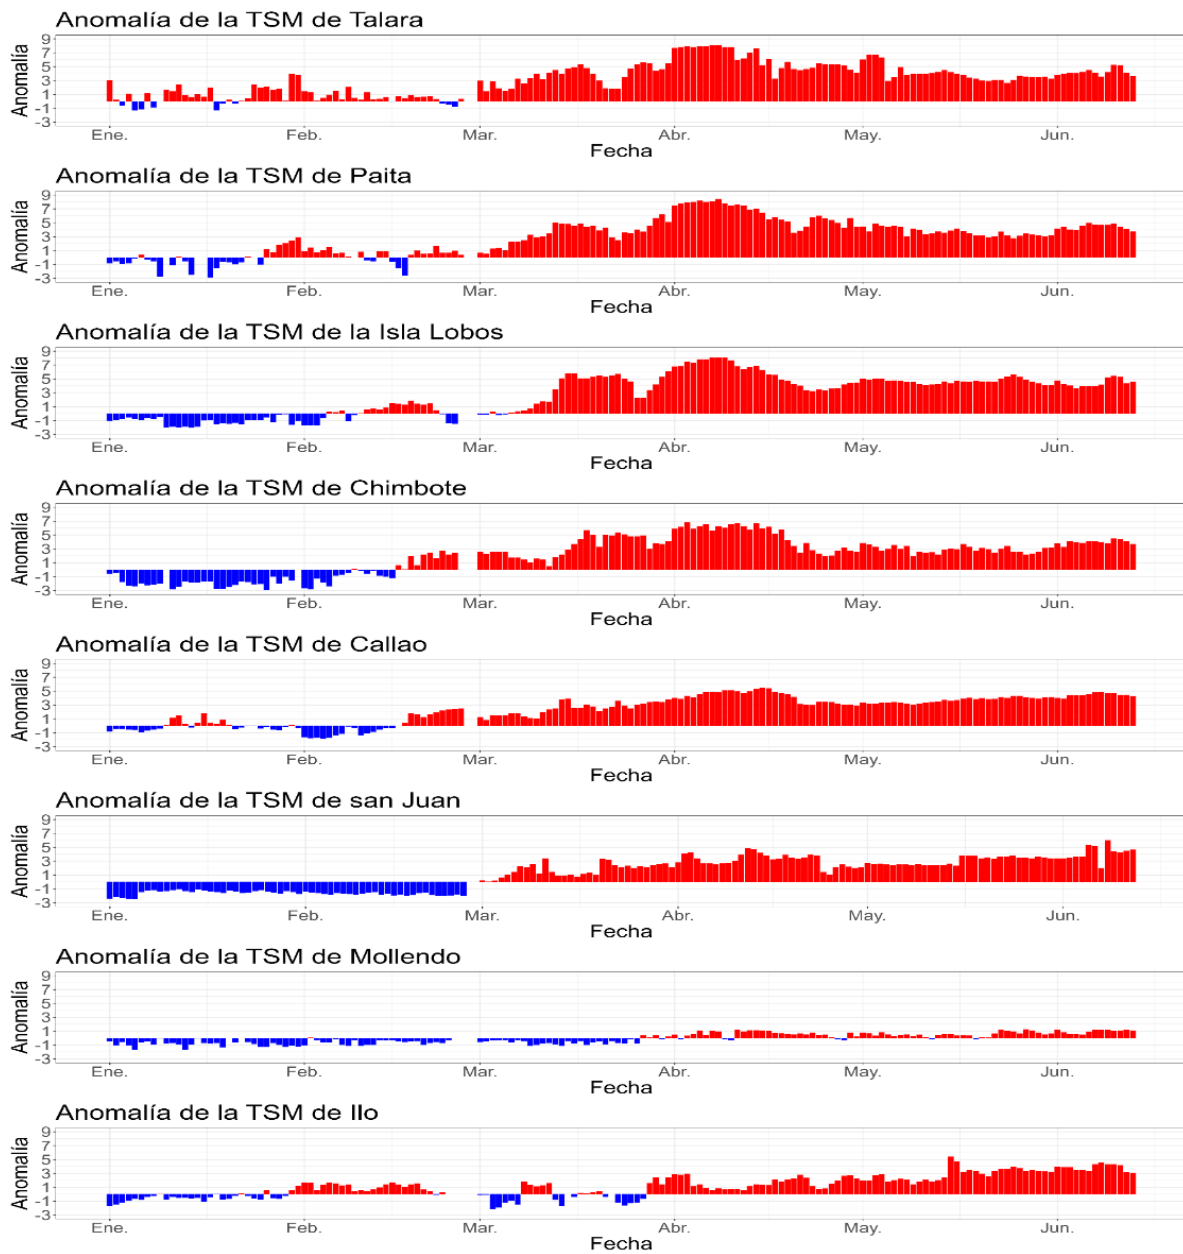 Anomalía de la TSM de Talara
Anomalía
9
7
5
3
1
-1
-3
Ene. Feb. Mar. Abr. May. Jun.
Fecha
Anomalía de la TSM de Paita
Anomalía
9
7
5
3
1
-1
-3
Ene. Feb. Mar. Abr. May. Jun.
Fecha
Anomalía de la TSM de la Isla Lobos
Anomalía
9
7
5
3
1
-1
-3
Ene. Feb. Mar. Abr. May. Jun.
Fecha
Anomalía de la TSM de Chimbote
Anomalía
9
7
5
3
1
-1
-3
Ene. Feb. Mar. Abr. May. Jun.
Fecha
Anomalía de la TSM de Callao
Anomalía
9
7
5
3
1
-1
-3
Ene. Feb. Mar. Abr. May. Jun.
Fecha
Anomalía de la TSM de san Juan
Anomalía
9
7
5
3
1
-1
-3
Ene. Feb. Mar. Abr. May. Jun.
Fecha
Anomalía de la TSM de Mollendo
Anomalía
9
7
5
3
1
-1
-3
Ene. Feb. Mar. Abr. May. Jun.
Fecha
Anomalía de la TSM de Ilo
Anomalía
9
7
5
3
1
-1
-3
Ene. Feb. Mar. Abr. May. Jun.
Fecha